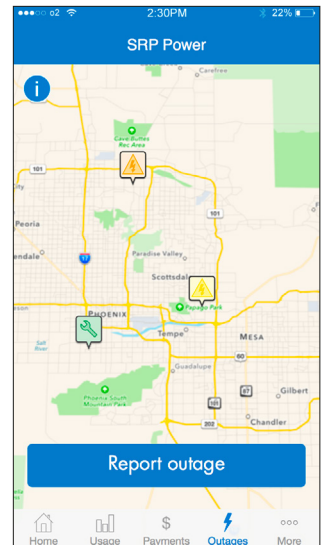 o2 2:30PM 22%
SRP Power
i
Carefree
Cave Buttes
Rec Area
101
Peoria
101
endale
17
Paradise Valley
Scottsdal
PHOENIX
Papago Park
Tempe
MESA
Salt
River
60
Guadalupe
Phoenix South
Mountain Park
87
Gilbert
101
202
Chandler
Report outage
Home Usage Payments Outages More